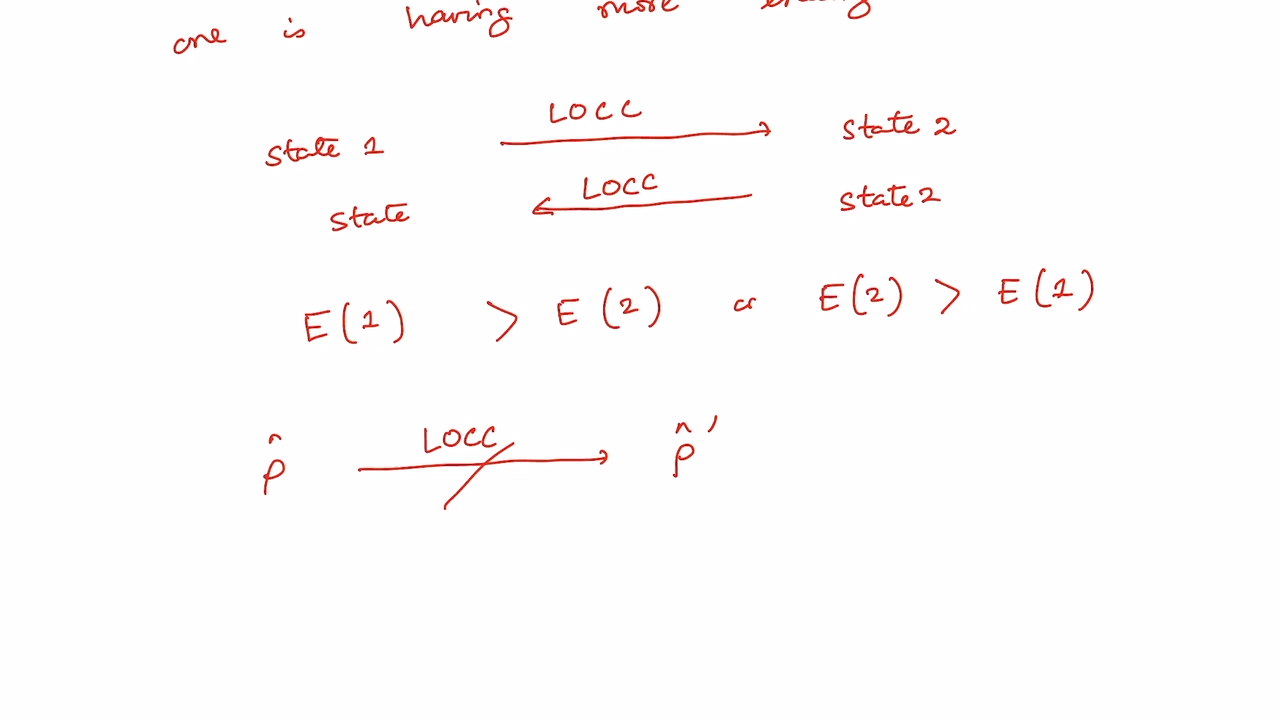 one is having more
LOCC
state 1 → state 2
LOCC
state ← state 2
E(1) > E(2) or E(2) > E(1)
LOCC
ρ̂ ↛ ρ̂′